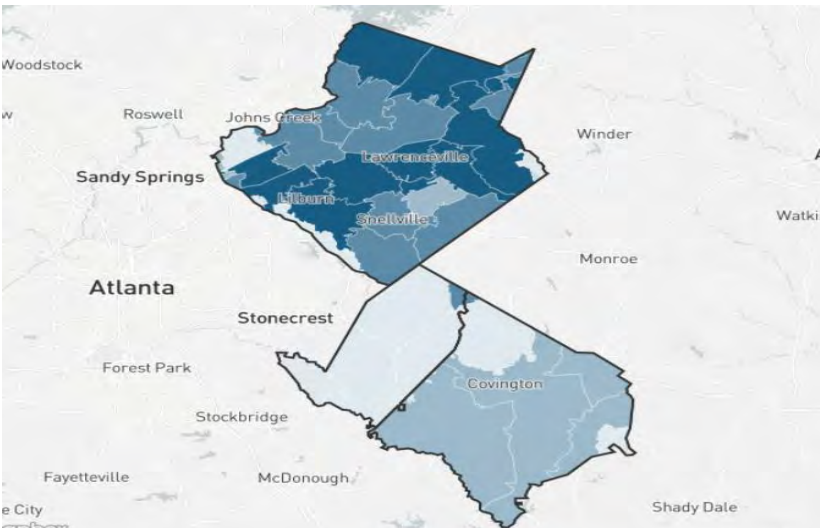 Woodstock
Roswell
Johns Creek
Winder
Lawrenceville
Sandy Springs
Lilburn
Snellville
Watki
Monroe
Atlanta
Stonecrest
Forest Park
Covington
Stockbridge
Fayetteville
McDonough
e City
Shady Dale